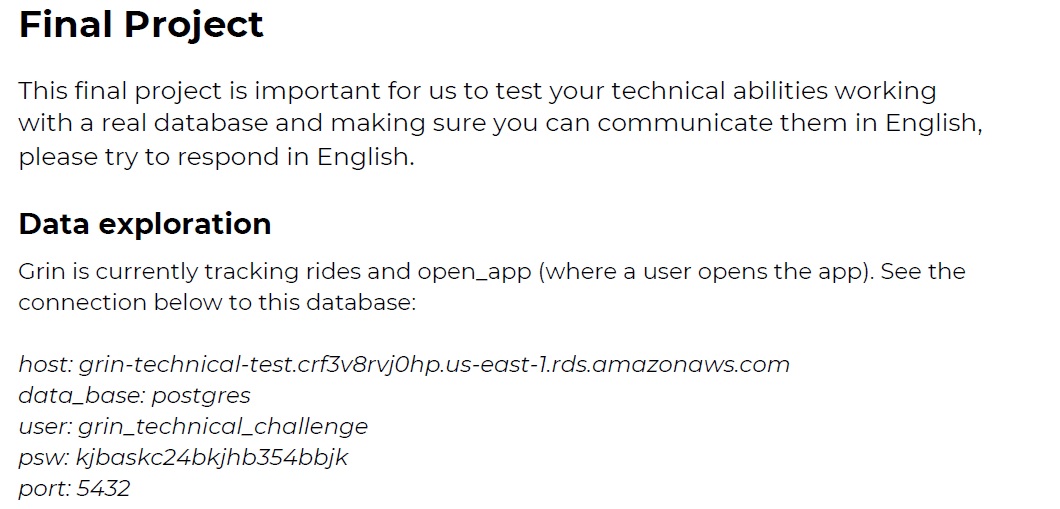 Final Project
This final project is important for us to test your technical abilities working
with a real database and making sure you can communicate them in English,
please try to respond in English.
Data exploration
Grin is currently tracking rides and open_app (where a user opens the app). See the
connection below to this database:
host: grin-technical-test.crf3v8rvj0hp.us-east-1.rds.amazonaws.com
data_base: postgres
user: grin_technical_challenge
psw: kjbaskc24bkjhb354bbjk
port: 5432